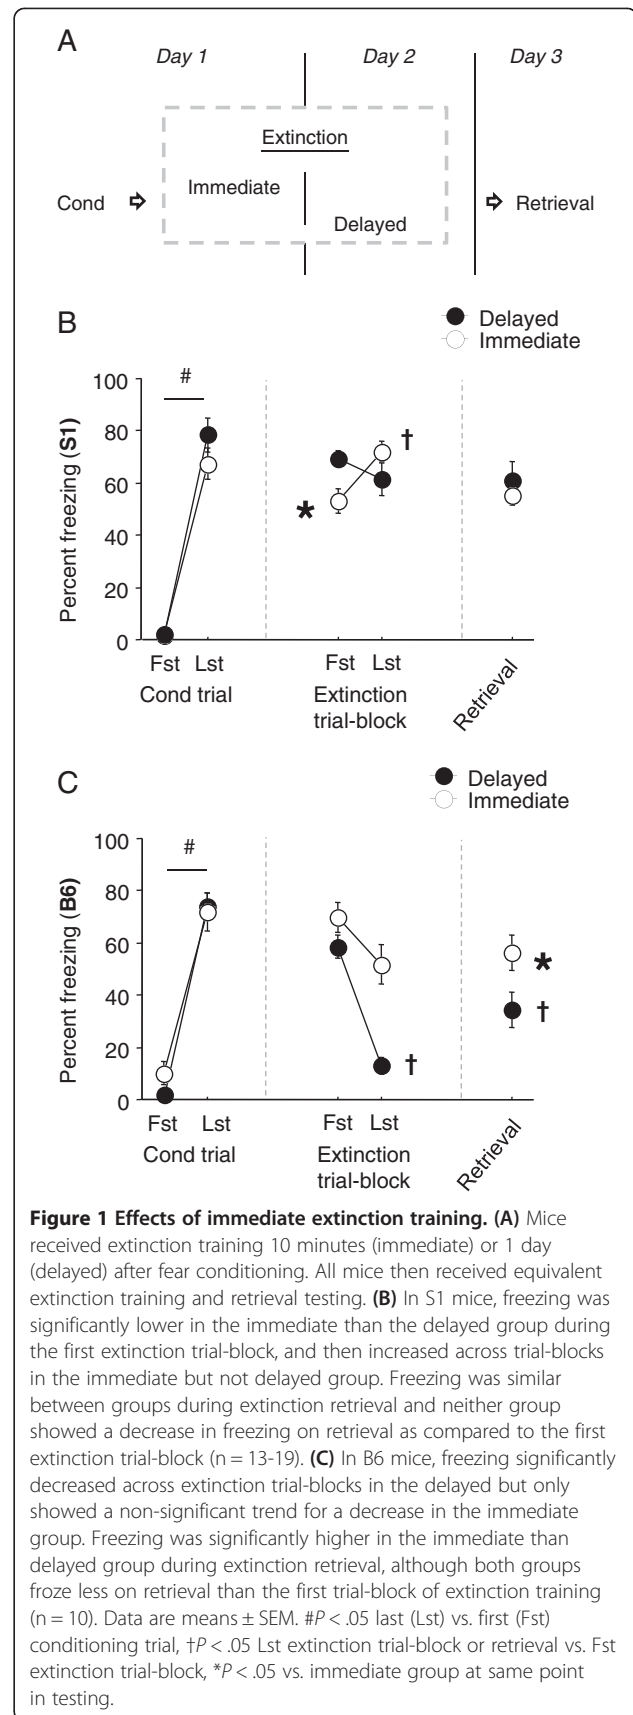 A
Day 1 Day 2 Day 3
Extinction
Immediate
Cond ⇨ Delayed ⇨ Retrieval
B
Delayed
Immediate
Percent freezing (S1)
100
80
60
40
20
0
#
*
†
Fst Lst Fst Lst
Cond trial Extinction
trial-block
Retrieval
C
Delayed
Immediate
Percent freezing (B6)
100
80
60
40
20
0
#
†
*
†
Fst Lst Fst Lst
Cond trial Extinction
trial-block
Retrieval
Figure 1 Effects of immediate extinction training. (A) Mice
received extinction training 10 minutes (immediate) or 1 day
(delayed) after fear conditioning. All mice then received equivalent
extinction training and retrieval testing. (B) In S1 mice, freezing was
significantly lower in the immediate than the delayed group during
the first extinction trial-block, and then increased across trial-blocks
in the immediate but not delayed group. Freezing was similar
between groups during extinction retrieval and neither group
showed a decrease in freezing on retrieval as compared to the first
extinction trial-block (n = 13-19). (C) In B6 mice, freezing significantly
decreased across extinction trial-blocks in the delayed but only
showed a non-significant trend for a decrease in the immediate
group. Freezing was significantly higher in the immediate than
delayed group during extinction retrieval, although both groups
froze less on retrieval than the first trial-block of extinction training
(n = 10). Data are means ± SEM. #P < .05 last (Lst) vs. first (Fst)
conditioning trial, †P < .05 Lst extinction trial-block or retrieval vs. Fst
extinction trial-block, *P < .05 vs. immediate group at same point
in testing.